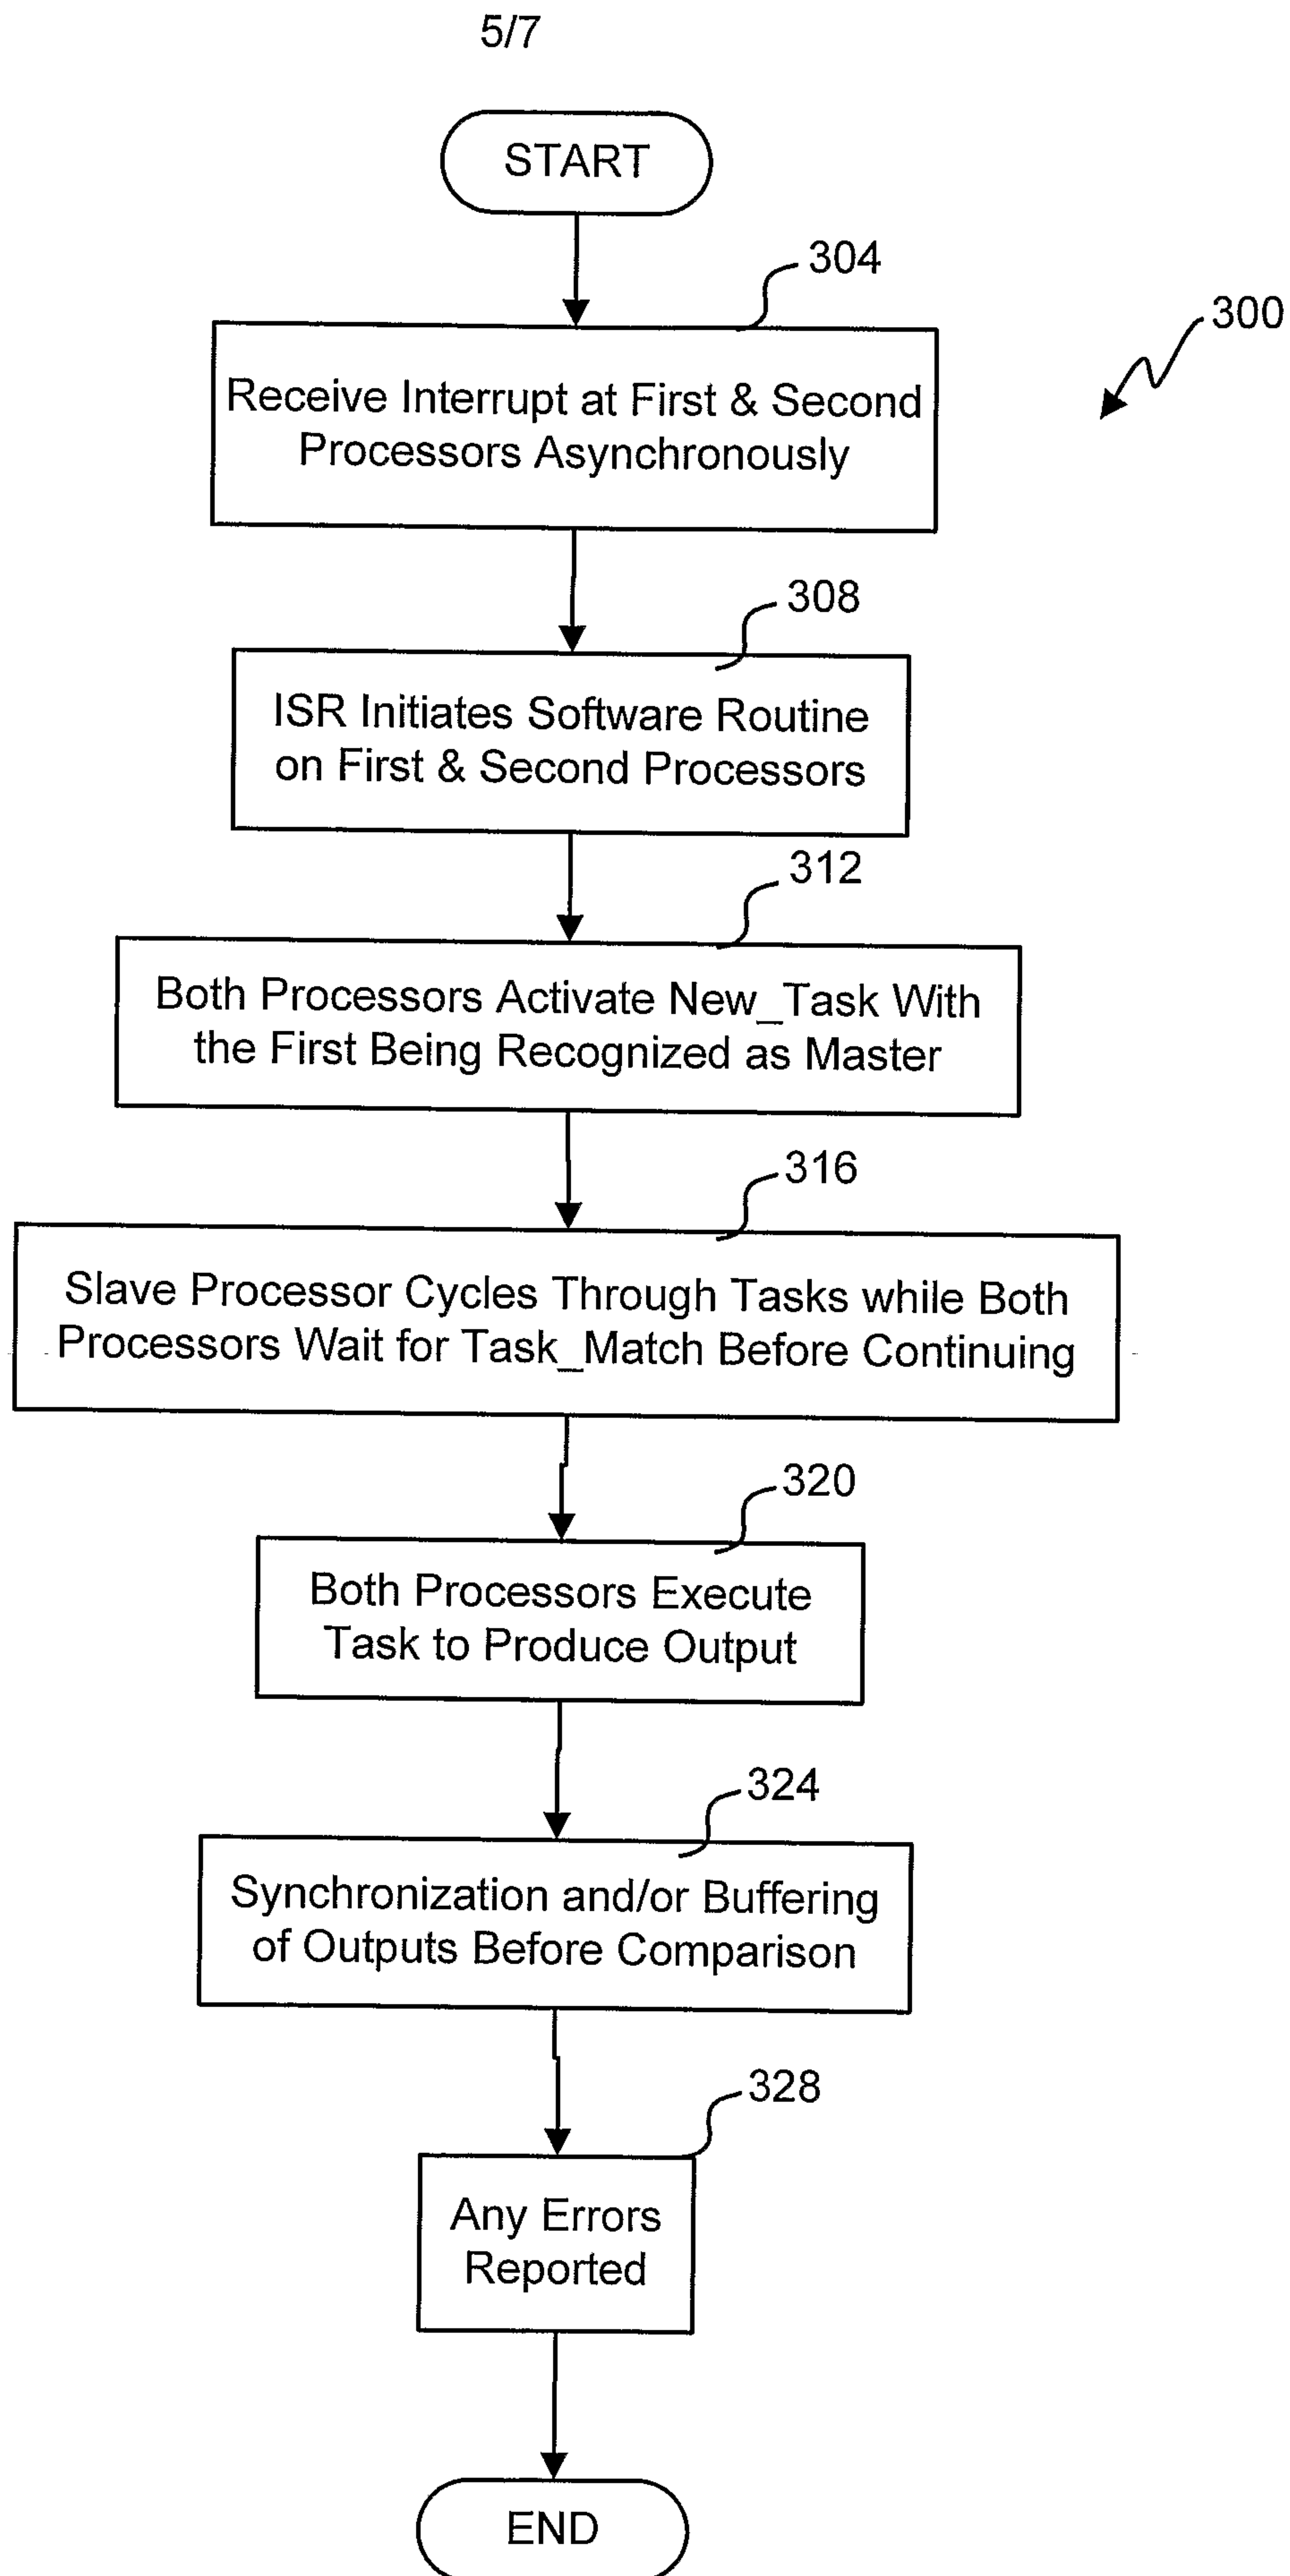 5/7
START
304
300
Receive Interrupt at First & Second
Processors Asynchronously
308
ISR Initiates Software Routine
on First & Second Processors
312
Both Processors Activate New_Task With
the First Being Recognized as Master
316
Slave Processor Cycles Through Tasks while Both
Processors Wait for Task_Match Before Continuing
320
Both Processors Execute
Task to Produce Output
324
Synchronization and/or Buffering
of Outputs Before Comparison
328
Any Errors
Reported
END